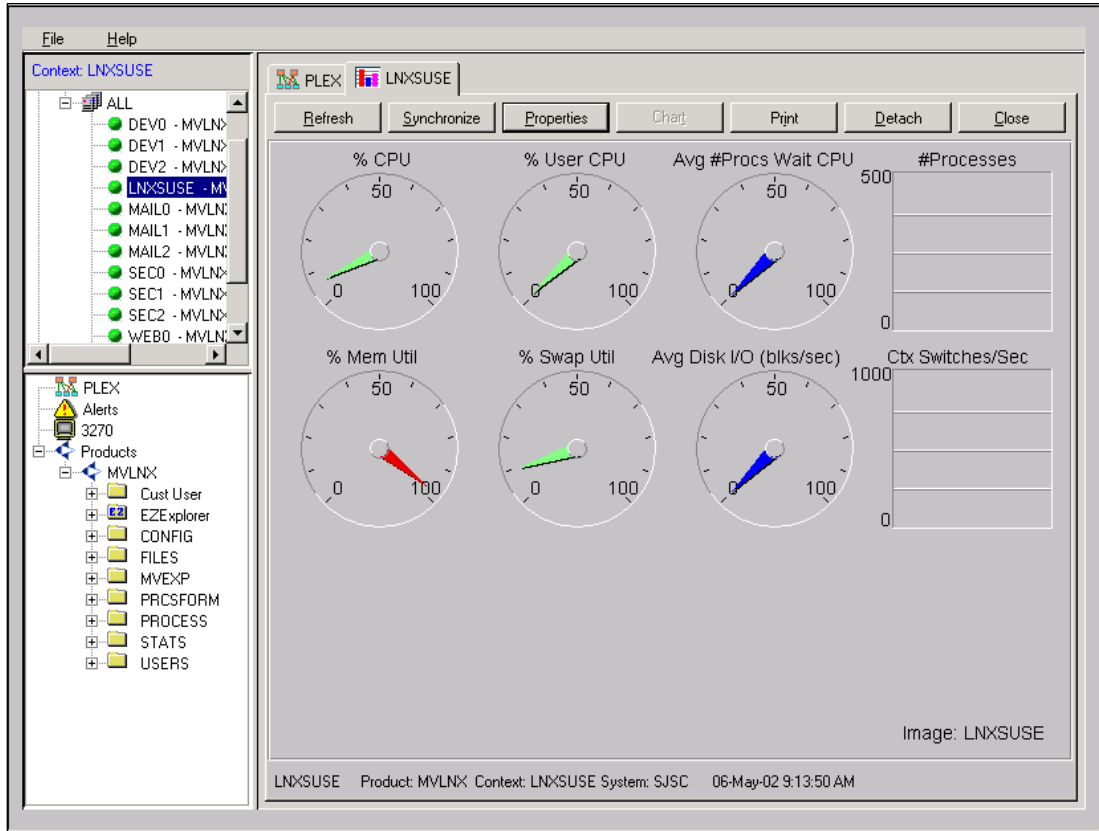 File Help
Context: LNXSUSE
ALL
DEV0 - MVLNX
DEV1 - MVLN
DEV2 - MVLN
LNXSUSE - MV
MAIL0 - MVLN
MAIL1 - MVLN
MAIL2 - MVLN
SEC0 - MVLNX
SEC1 - MVLNX
SEC2 - MVLNX
WEB0 - MVLN
PLEX
Alerts
3270
Products
MVLNX
Cust User
EZExplorer
CONFIG
FILES
MVEXP
PRCSFORM
PROCESS
STATS
USERS
PLEX LNXSUSE
Refresh Synchronize Properties Chart Print Detach Close
% CPU % User CPU Avg #Procs Wait CPU #Processes
50 50 50 500
0 100 0 100 0 100 0
% Mem Util % Swap Util Avg Disk I/O (blks/sec) Ctx Switches/Sec
50 50 50 1000
0 100 0 100 0 100 0
Image: LNXSUSE
LNXSUSE Product: MVLNX Context: LNXSUSE System: SJSC 06-May-02 9:13:50 AM